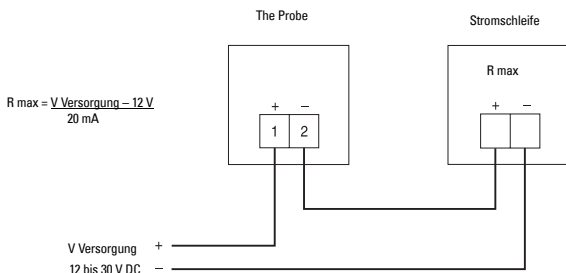 The Probe
Stromschleife
R max
R max = V Versorgung – 12 V
20 mA
+ –
+ –
1 2
V Versorgung +
12 bis 30 V DC –